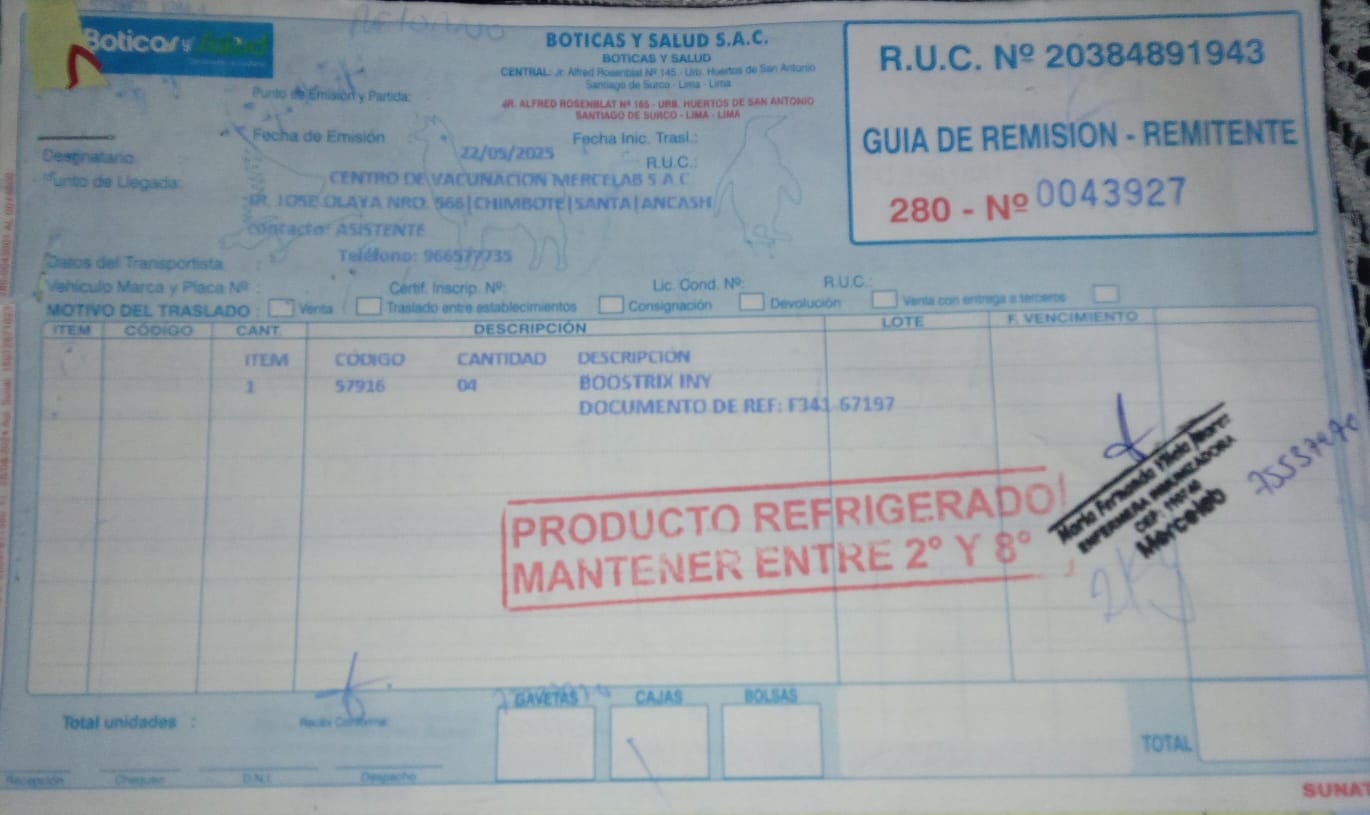 Boticas y Salud
BOTICAS Y SALUD S.A.C.
BOTICAS Y SALUD
CENTRAL: Jr. Alfred Rosenblat Nº 145 - Urb. Huertos de San Antonio
Santiago de Surco - Lima - Lima
Punto de Emisión y Partida:
JR. ALFRED ROSENBLAT Nº 165 - URB. HUERTOS DE SAN ANTONIO
SANTIAGO DE SURCO - LIMA - LIMA
R.U.C. Nº 20384891943
GUIA DE REMISION - REMITENTE
280 - Nº 0043927
Fecha de Emisión
22/05/2025
Fecha Inic. Trasl.:
Destinatario
R.U.C.:
CENTRO DE VACUNACION MERCELAB S.A.C
Punto de Llegada:
JR. JOSE OLAYA NRO. 566|CHIMBOTE|SANTA|ANCASH
contacto: ASISTENTE
Teléfono: 966577735
Datos del Transportista
Vehículo Marca y Placa Nº :
Certif. Inscrip. Nº:
Lic. Cond. Nº:
R.U.C.:
MOTIVO DEL TRASLADO : Venta Traslado entre establecimientos Consignación Devolución Venta con entrega a terceros
ITEM CÓDIGO CANT. DESCRIPCIÓN LOTE F. VENCIMIENTO
ITEM CÓDIGO CANTIDAD DESCRIPCIÓN
1 57916 04 BOOSTRIX INY
DOCUMENTO DE REF: F341 67197
PRODUCTO REFRIGERADO
MANTENER ENTRE 2° Y 8°
Maria Fernanda
ENFERMERA INMUNIZADORA
CEP.
Mercelab
Total unidades :
Recibí Conforme
GAVETAS CAJAS BOLSAS
TOTAL
Recepción Chequeo D.N.I. Despacho
SUNAT